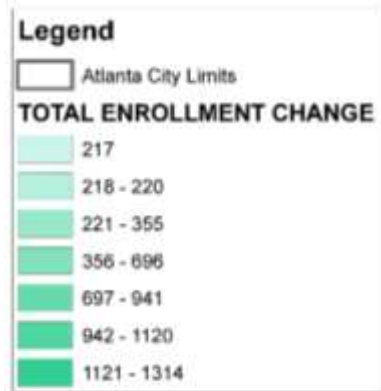 Legend
Atlanta City Limits
TOTAL ENROLLMENT CHANGE
217
218 - 220
221 - 355
356 - 696
697 - 941
942 - 1120
1121 - 1314